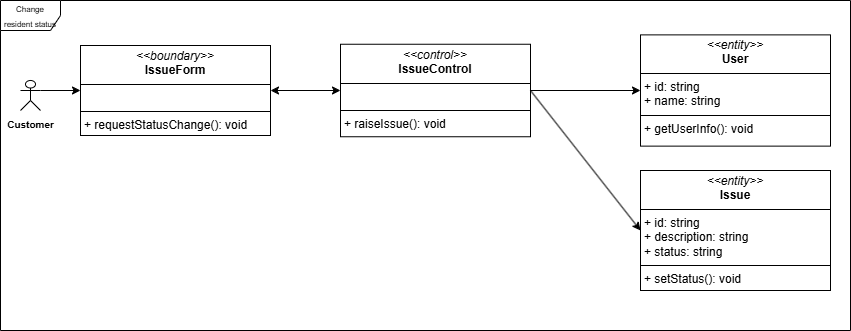 Change
resident status
<<boundary>>
IssueForm
+ requestStatusChange(): void
Customer
<<control>>
IssueControl
+ raiseIssue(): void
<<entity>>
User
+ id: string
+ name: string
+ getUserInfo(): void
<<entity>>
Issue
+ id: string
+ description: string
+ status: string
+ setStatus(): void